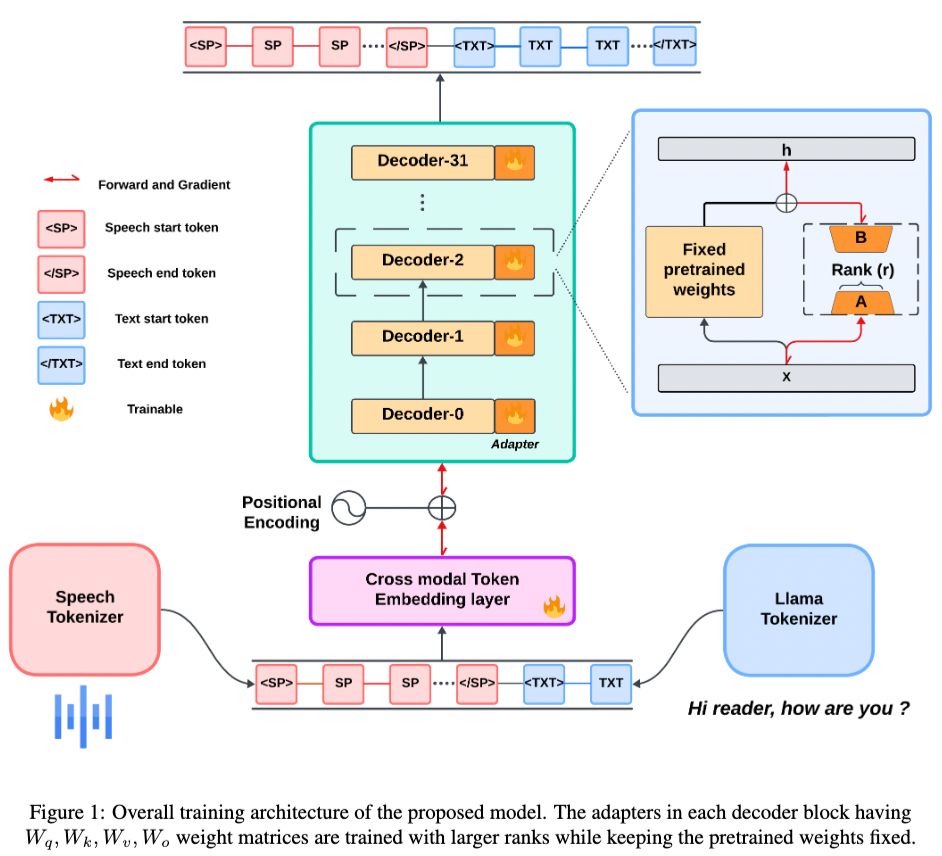 <SP> SP SP </SP> <TXT> TXT TXT </TXT>
Forward and Gradient
<SP> Speech start token
</SP> Speech end token
<TXT> Text start token
</TXT> Text end token
Trainable
Decoder-31
Decoder-2
Decoder-1
Decoder-0
Adapter
h
Fixed
pretrained
weights
B
Rank (r)
A
x
Positional
Encoding
Cross modal Token
Embedding layer
Speech
Tokenizer
Llama
Tokenizer
<SP> SP SP </SP> <TXT> TXT
Hi reader, how are you ?
Figure 1: Overall training architecture of the proposed model. The adapters in each decoder block having
W_q, W_k, W_v, W_o weight matrices are trained with larger ranks while keeping the pretrained weights fixed.